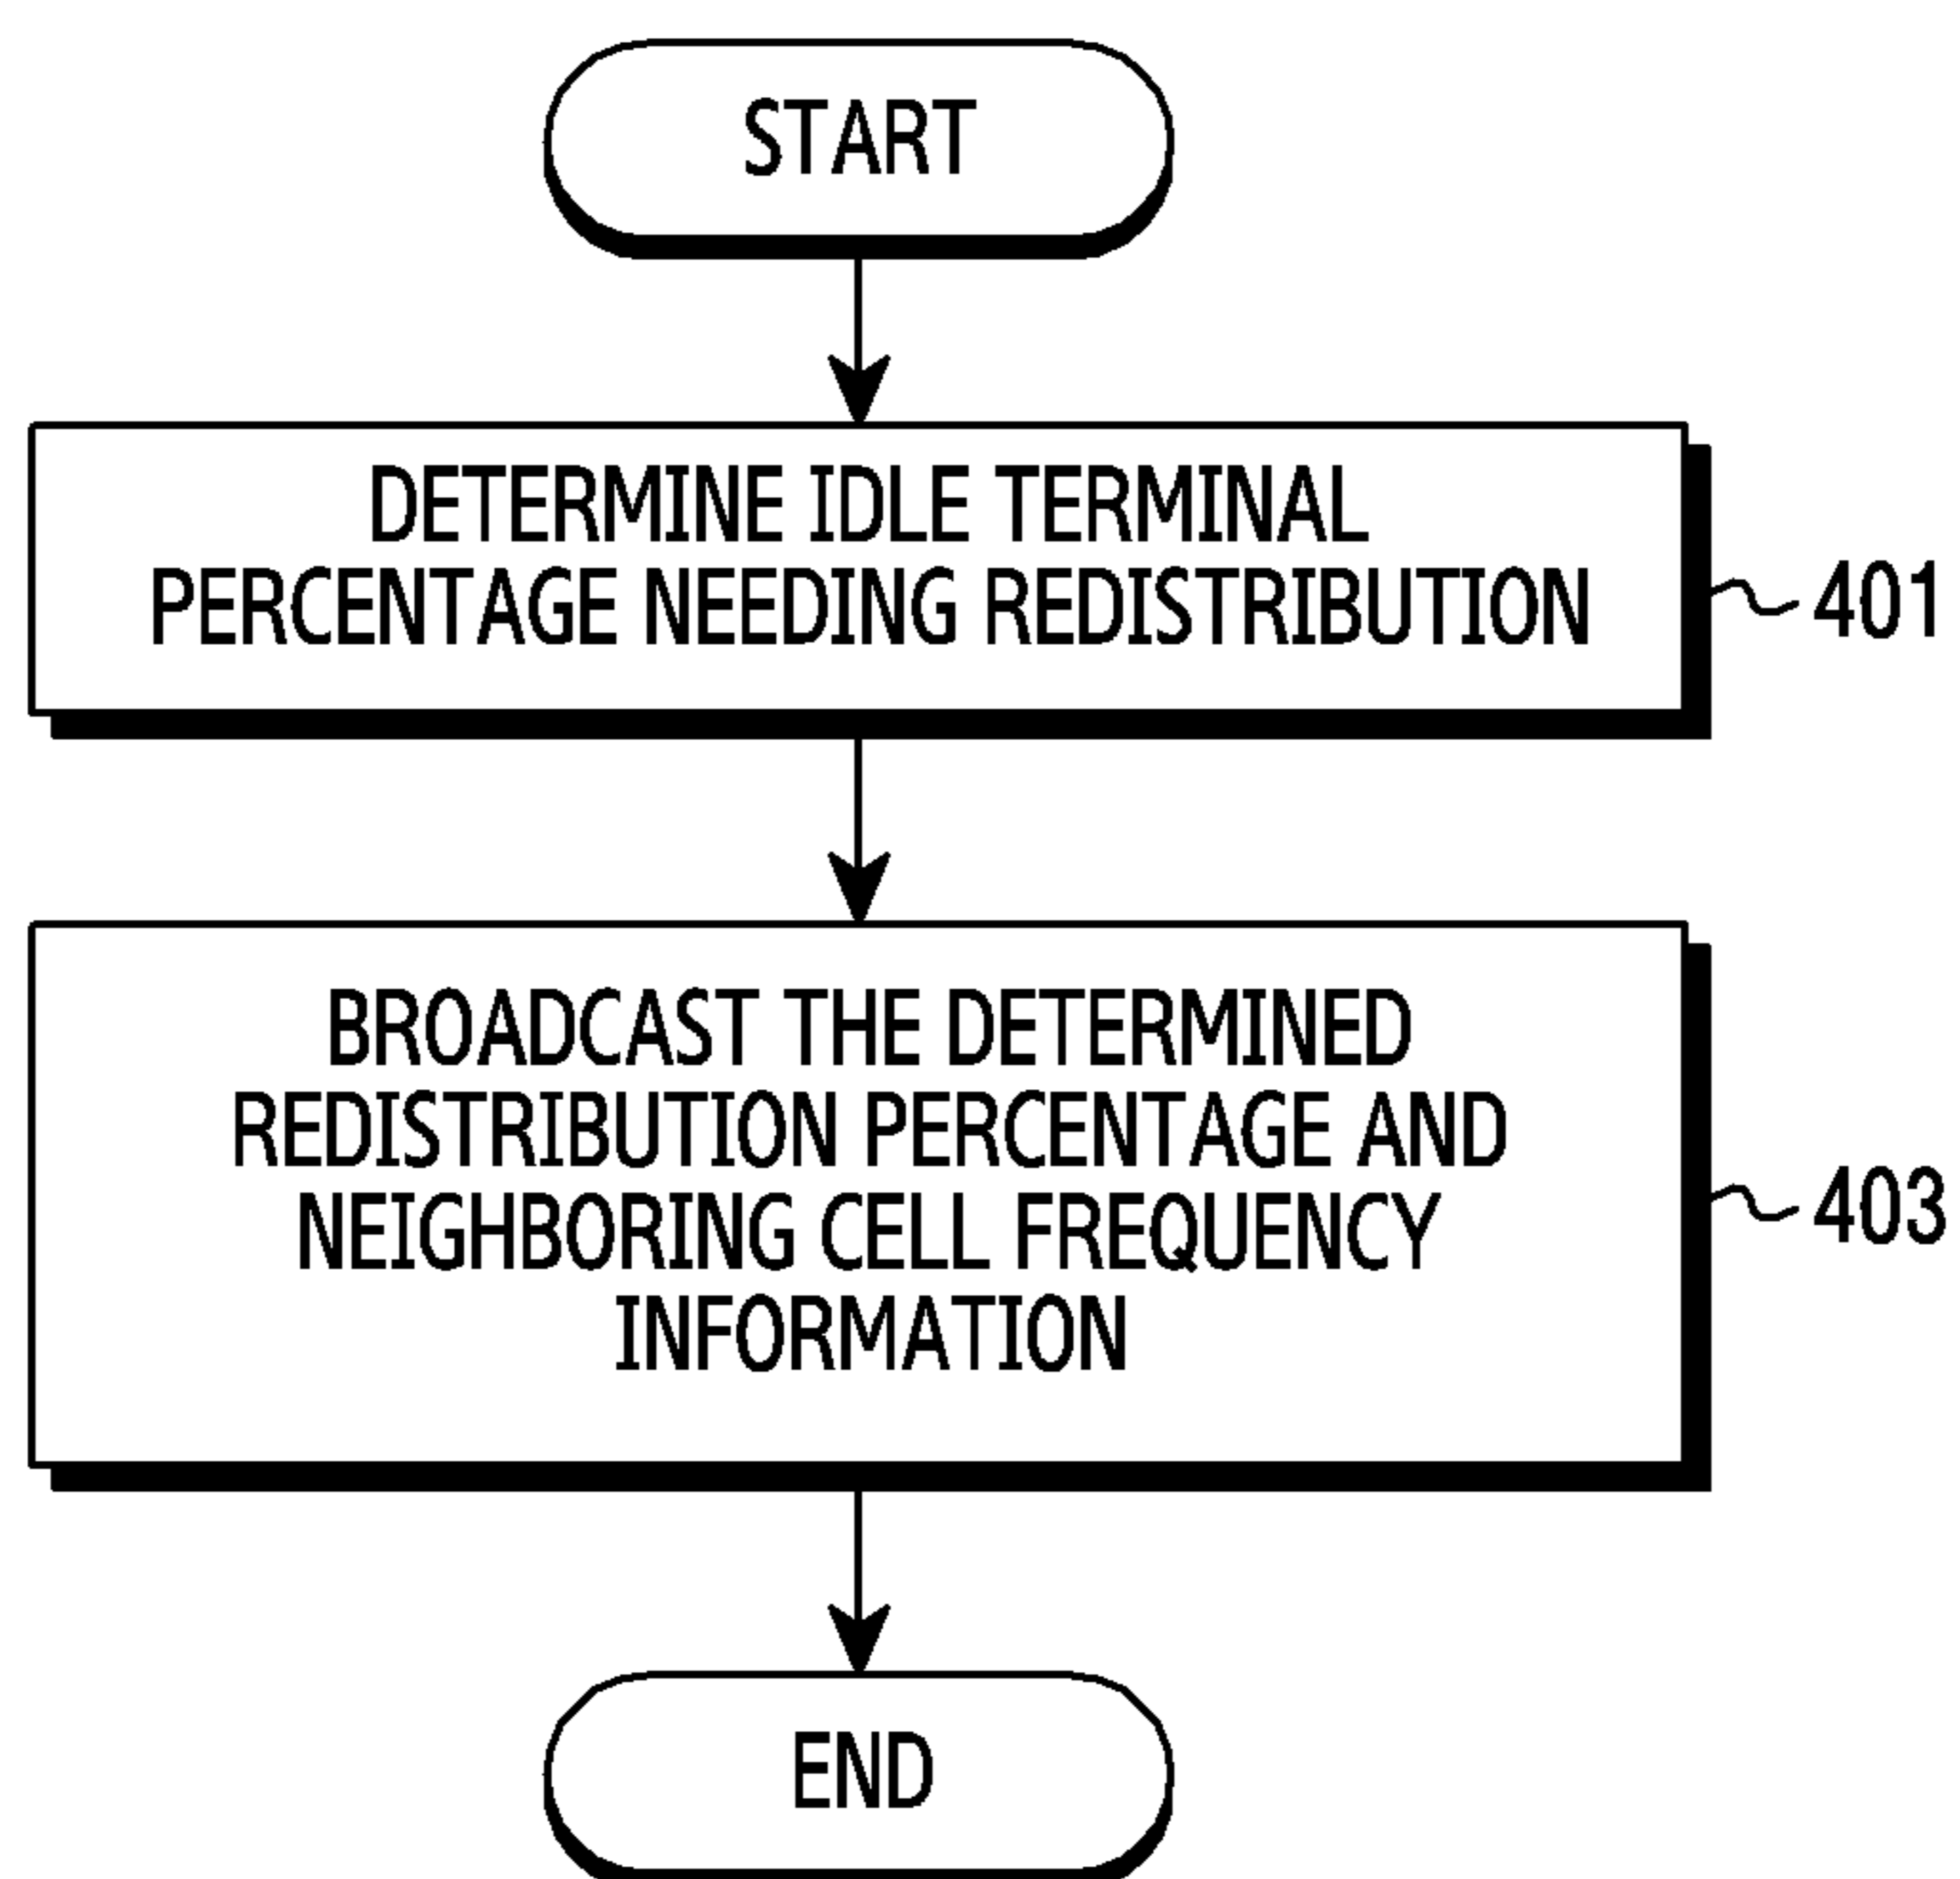 START
DETERMINE IDLE TERMINAL
PERCENTAGE NEEDING REDISTRIBUTION
401
BROADCAST THE DETERMINED
REDISTRIBUTION PERCENTAGE AND
NEIGHBORING CELL FREQUENCY
INFORMATION
403
END